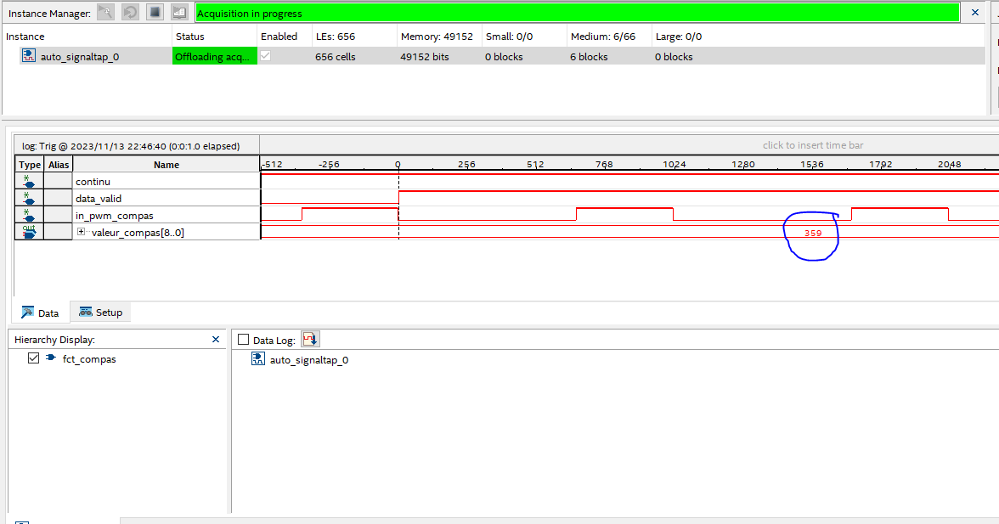 Instance Manager: Acquisition in progress
Instance Status Enabled LEs: 656 Memory: 49152 Small: 0/0 Medium: 6/66 Large: 0/0
auto_signaltap_0 Offloading acq... 656 cells 49152 bits 0 blocks 6 blocks 0 blocks
log: Trig @ 2023/11/13 22:46:40 (0:0:1.0 elapsed) click to insert time bar
Type Alias Name -512 -256 0 256 512 768 1024 1280 1536 1792 2048
continu
data_valid
in_pwm_compas
valeur_compas[8..0] 359
Data Setup
Hierarchy Display: Data Log:
fct_compas auto_signaltap_0